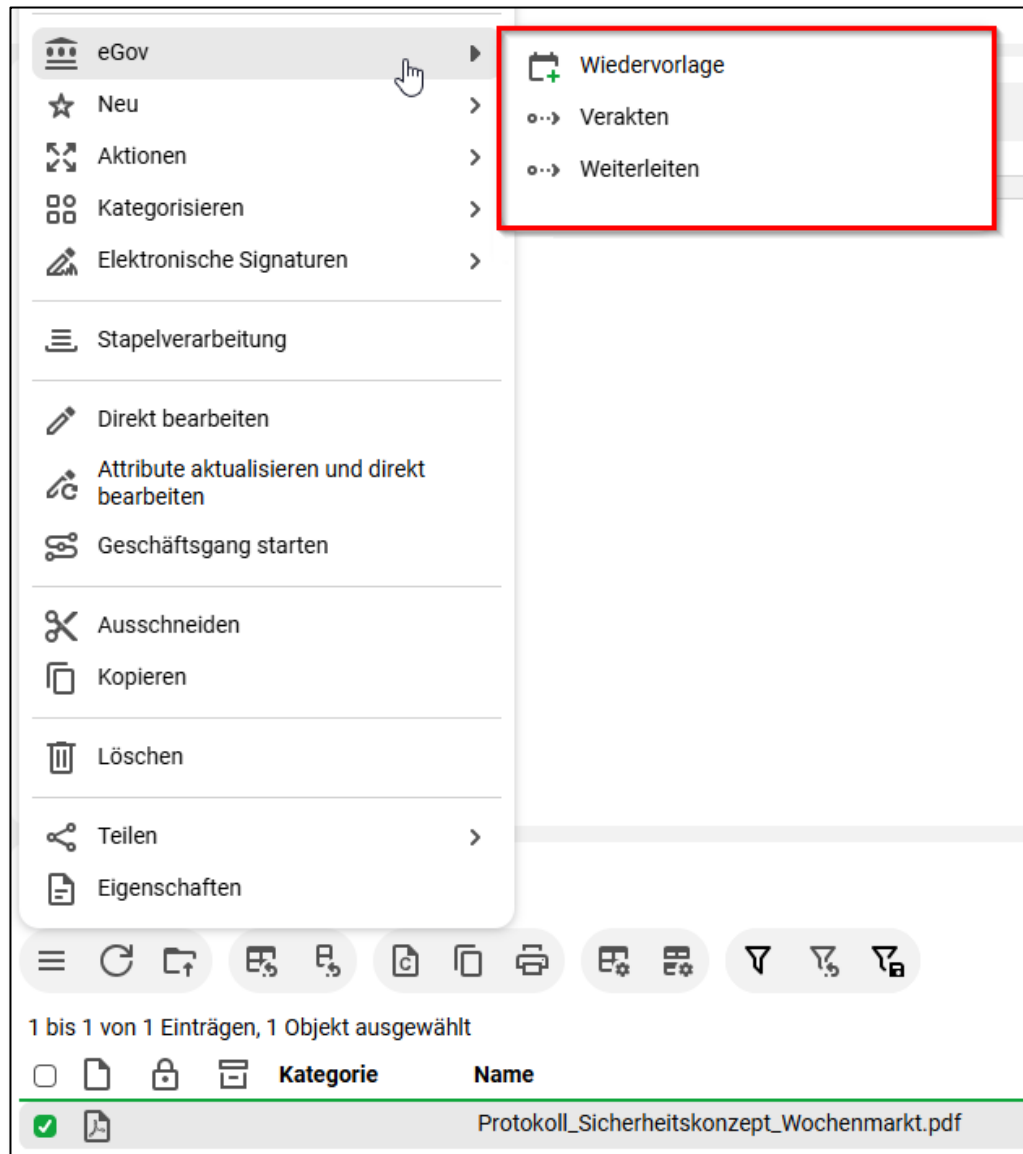 eGov
Wiedervorlage
Neu
Verakten
Aktionen
Weiterleiten
Kategorisieren
Elektronische Signaturen
Stapelverarbeitung
Direkt bearbeiten
Attribute aktualisieren und direkt
bearbeiten
Geschäftsgang starten
Ausschneiden
Kopieren
Löschen
Teilen
Eigenschaften
1 bis 1 von 1 Einträgen, 1 Objekt ausgewählt
Kategorie Name
Protokoll_Sicherheitskonzept_Wochenmarkt.pdf